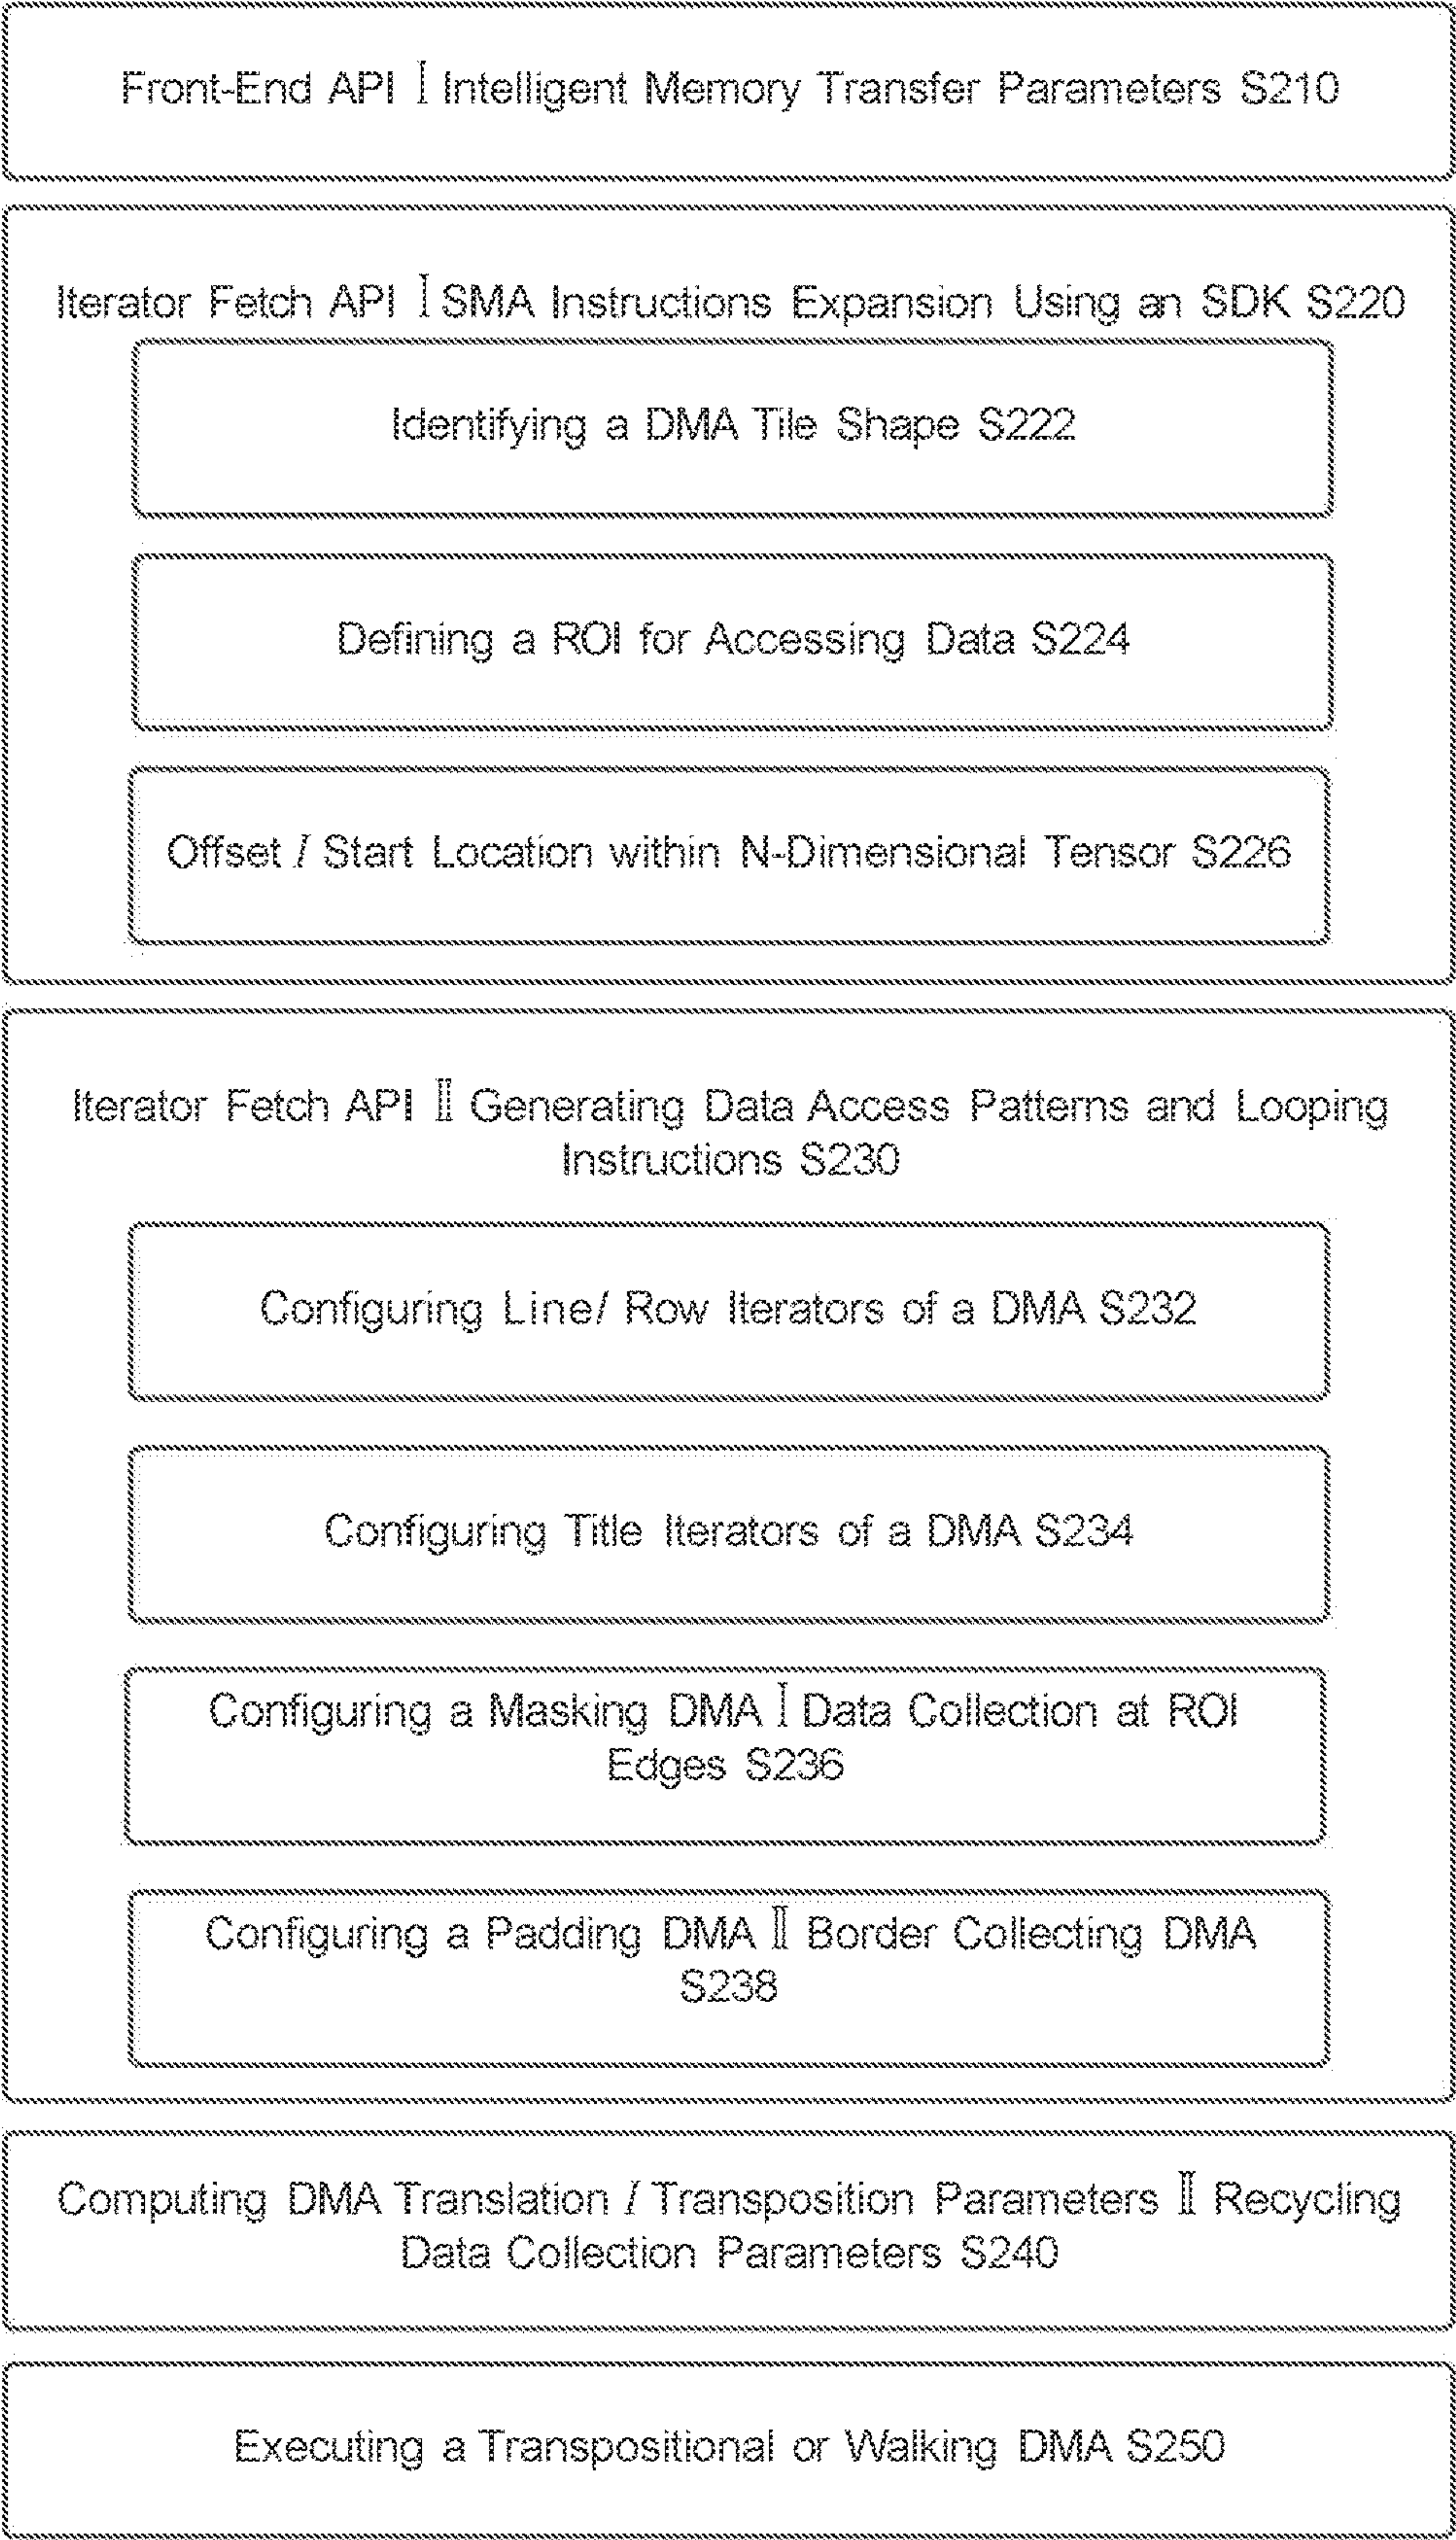 Front-End API | Intelligent Memory Transfer Parameters S210
Iterator Fetch API | SMA Instructions Expansion Using an SDK S220
Identifying a DMA Tile Shape S222
Defining a ROI for Accessing Data S224
Offset / Start Location within N-Dimensional Tensor S226
Iterator Fetch API || Generating Data Access Patterns and Looping
Instructions S230
Configuring Line/ Row Iterators of a DMA S232
Configuring Title Iterators of a DMA S234
Configuring a Masking DMA | Data Collection at ROI
Edges S236
Configuring a Padding DMA || Border Collecting DMA
S238
Computing DMA Translation / Transposition Parameters || Recycling
Data Collection Parameters S240
Executing a Transpositional or Walking DMA S250